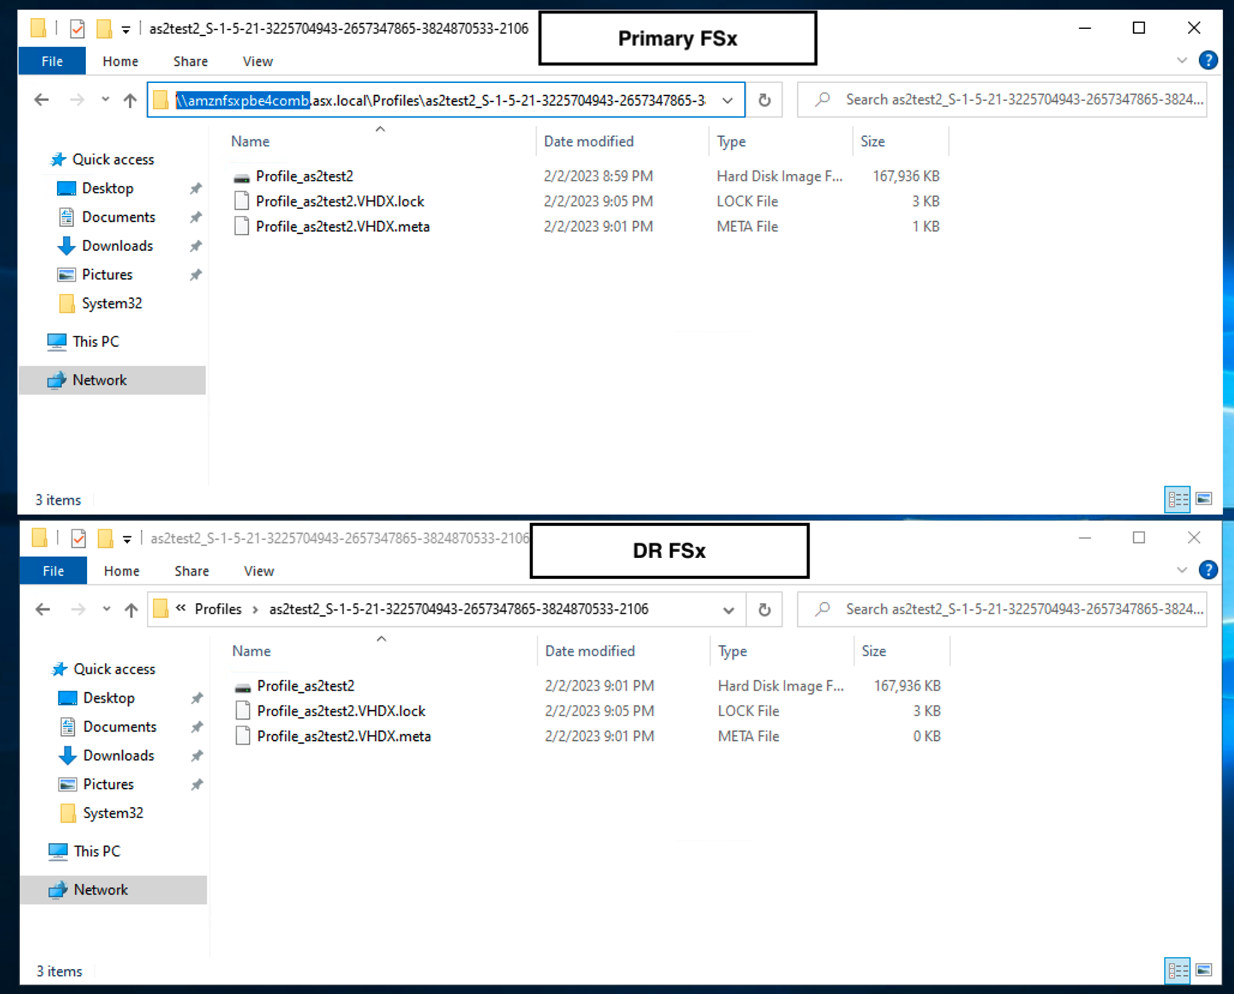 as2test2_S-1-5-21-3225704943-2657347865-3824870533-2106
Primary FSx
File Home Share View
\\amznfsxpbe4comb.asx.local\Profiles\as2test2_S-1-5-21-3225704943-2657347865-3 Search as2test2_S-1-5-21-3225704943-2657347865-3824...
Name Date modified Type Size
Quick access
Desktop
Documents
Downloads
Pictures
System32
This PC
Network
Profile_as2test2 2/2/2023 8:59 PM Hard Disk Image F... 167,936 KB
Profile_as2test2.VHDX.lock 2/2/2023 9:05 PM LOCK File 3 KB
Profile_as2test2.VHDX.meta 2/2/2023 9:01 PM META File 1 KB
3 items
as2test2_S-1-5-21-3225704943-2657347865-3824870533-2106
DR FSx
File Home Share View
« Profiles > as2test2_S-1-5-21-3225704943-2657347865-3824870533-2106 Search as2test2_S-1-5-21-3225704943-2657347865-3824...
Name Date modified Type Size
Quick access
Desktop
Documents
Downloads
Pictures
System32
This PC
Network
Profile_as2test2 2/2/2023 9:01 PM Hard Disk Image F... 167,936 KB
Profile_as2test2.VHDX.lock 2/2/2023 9:05 PM LOCK File 3 KB
Profile_as2test2.VHDX.meta 2/2/2023 9:01 PM META File 0 KB
3 items